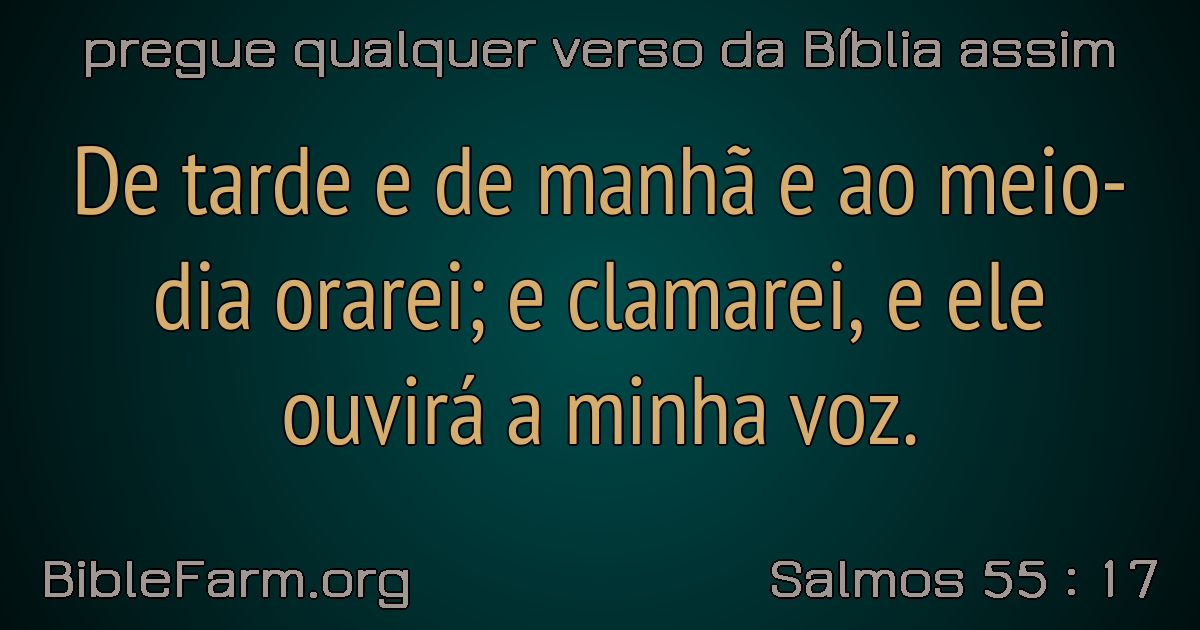 pregue qualquer verso da Bíblia assim
De tarde e de manhã e ao meio-
dia orarei; e clamarei, e ele
ouvirá a minha voz.
BibleFarm.org
Salmos 55 : 17